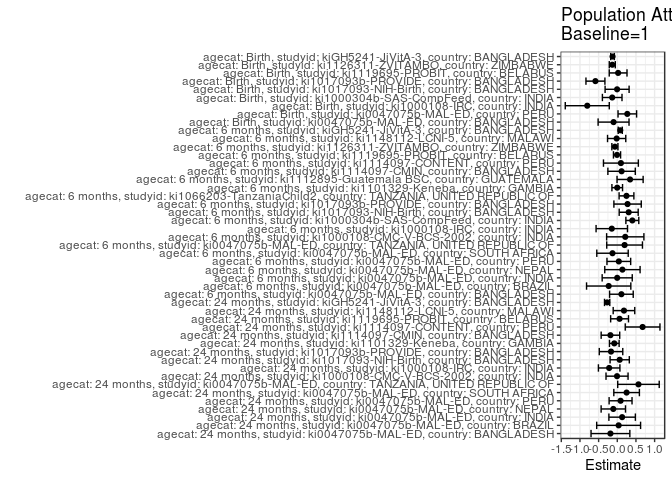 Population Att
Baseline=1
agecat: Birth, studyid: kiGH5241-JiVitA-3, country: BANGLADESH
agecat: Birth, studyid: ki1126311-ZVITAMBO, country: ZIMBABWE
agecat: Birth, studyid: ki1119695-PROBIT, country: BELARUS
agecat: Birth, studyid: ki1017093b-PROVIDE, country: BANGLADESH
agecat: Birth, studyid: ki1017093-NIH-Birth, country: BANGLADESH
agecat: Birth, studyid: ki1000304b-SAS-CompFeed, country: INDIA
agecat: Birth, studyid: ki1000108-IRC, country: INDIA
agecat: Birth, studyid: ki0047075b-MAL-ED, country: PERU
agecat: Birth, studyid: ki0047075b-MAL-ED, country: BANGLADESH
agecat: 6 months, studyid: kiGH5241-JiVitA-3, country: BANGLADESH
agecat: 6 months, studyid: ki1148112-LCNI-5, country: MALAWI
agecat: 6 months, studyid: ki1126311-ZVITAMBO, country: ZIMBABWE
agecat: 6 months, studyid: ki1119695-PROBIT, country: BELARUS
agecat: 6 months, studyid: ki1114097-CONTENT, country: PERU
agecat: 6 months, studyid: ki1114097-CMIN, country: BANGLADESH
agecat: 6 months, studyid: ki1112895-Guatemala BSC, country: GUATEMALA
agecat: 6 months, studyid: ki1101329-Keneba, country: GAMBIA
agecat: 6 months, studyid: ki1066203-TanzaniaChild2, country: TANZANIA, UNITED REPUBLIC OF
agecat: 6 months, studyid: ki1017093b-PROVIDE, country: BANGLADESH
agecat: 6 months, studyid: ki1017093-NIH-Birth, country: BANGLADESH
agecat: 6 months, studyid: ki1000304b-SAS-CompFeed, country: INDIA
agecat: 6 months, studyid: ki1000108-IRC, country: INDIA
agecat: 6 months, studyid: ki1000108-CMC-V-BCS-2002, country: INDIA
agecat: 6 months, studyid: ki0047075b-MAL-ED, country: TANZANIA, UNITED REPUBLIC OF
agecat: 6 months, studyid: ki0047075b-MAL-ED, country: SOUTH AFRICA
agecat: 6 months, studyid: ki0047075b-MAL-ED, country: PERU
agecat: 6 months, studyid: ki0047075b-MAL-ED, country: NEPAL
agecat: 6 months, studyid: ki0047075b-MAL-ED, country: INDIA
agecat: 6 months, studyid: ki0047075b-MAL-ED, country: BRAZIL
agecat: 6 months, studyid: ki0047075b-MAL-ED, country: BANGLADESH
agecat: 24 months, studyid: kiGH5241-JiVitA-3, country: BANGLADESH
agecat: 24 months, studyid: ki1148112-LCNI-5, country: MALAWI
agecat: 24 months, studyid: ki1119695-PROBIT, country: BELARUS
agecat: 24 months, studyid: ki1114097-CONTENT, country: PERU
agecat: 24 months, studyid: ki1114097-CMIN, country: BANGLADESH
agecat: 24 months, studyid: ki1101329-Keneba, country: GAMBIA
agecat: 24 months, studyid: ki1017093b-PROVIDE, country: BANGLADESH
agecat: 24 months, studyid: ki1017093-NIH-Birth, country: BANGLADESH
agecat: 24 months, studyid: ki1000108-IRC, country: INDIA
agecat: 24 months, studyid: ki1000108-CMC-V-BCS-2002, country: INDIA
agecat: 24 months, studyid: ki0047075b-MAL-ED, country: TANZANIA, UNITED REPUBLIC OF
agecat: 24 months, studyid: ki0047075b-MAL-ED, country: SOUTH AFRICA
agecat: 24 months, studyid: ki0047075b-MAL-ED, country: PERU
agecat: 24 months, studyid: ki0047075b-MAL-ED, country: NEPAL
agecat: 24 months, studyid: ki0047075b-MAL-ED, country: INDIA
agecat: 24 months, studyid: ki0047075b-MAL-ED, country: BRAZIL
agecat: 24 months, studyid: ki0047075b-MAL-ED, country: BANGLADESH
-1.5 -1.0 -0.5 0.0 0.5 1.0
Estimate